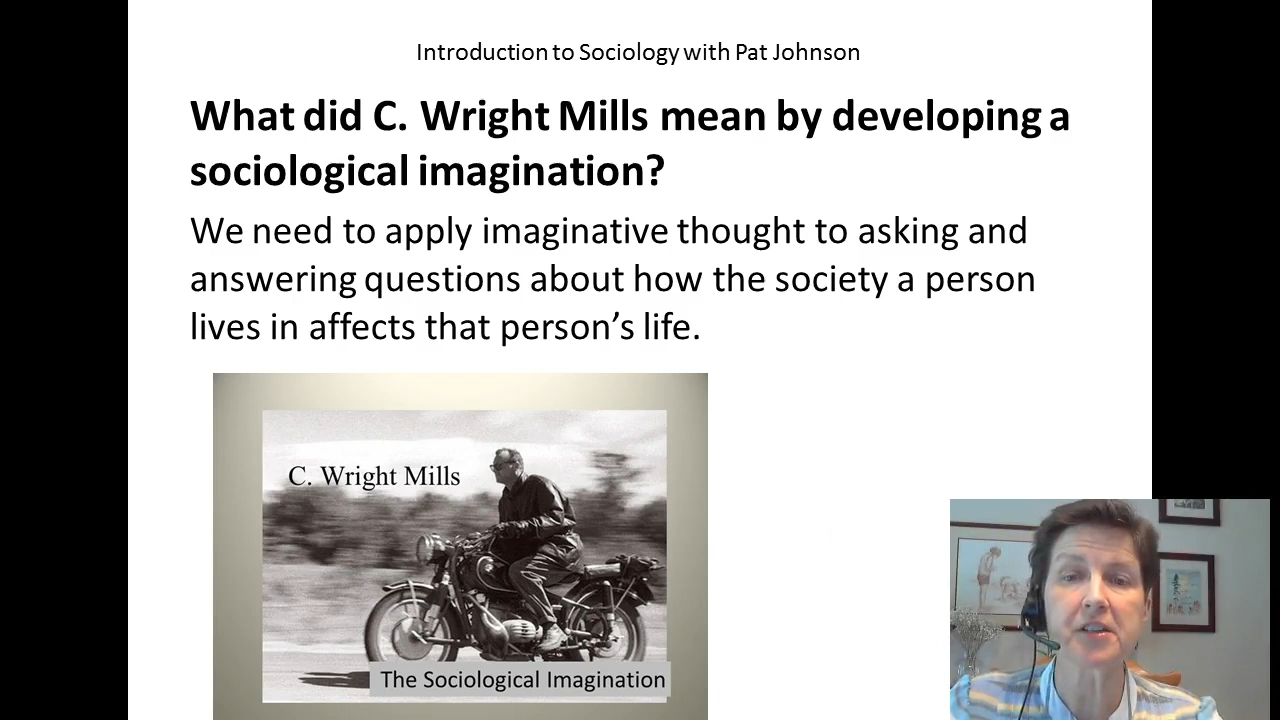 Introduction to Sociology with Pat Johnson
What did C. Wright Mills mean by developing a
sociological imagination?
We need to apply imaginative thought to asking and
answering questions about how the society a person
lives in affects that person’s life.
C. Wright Mills
The Sociological Imagination